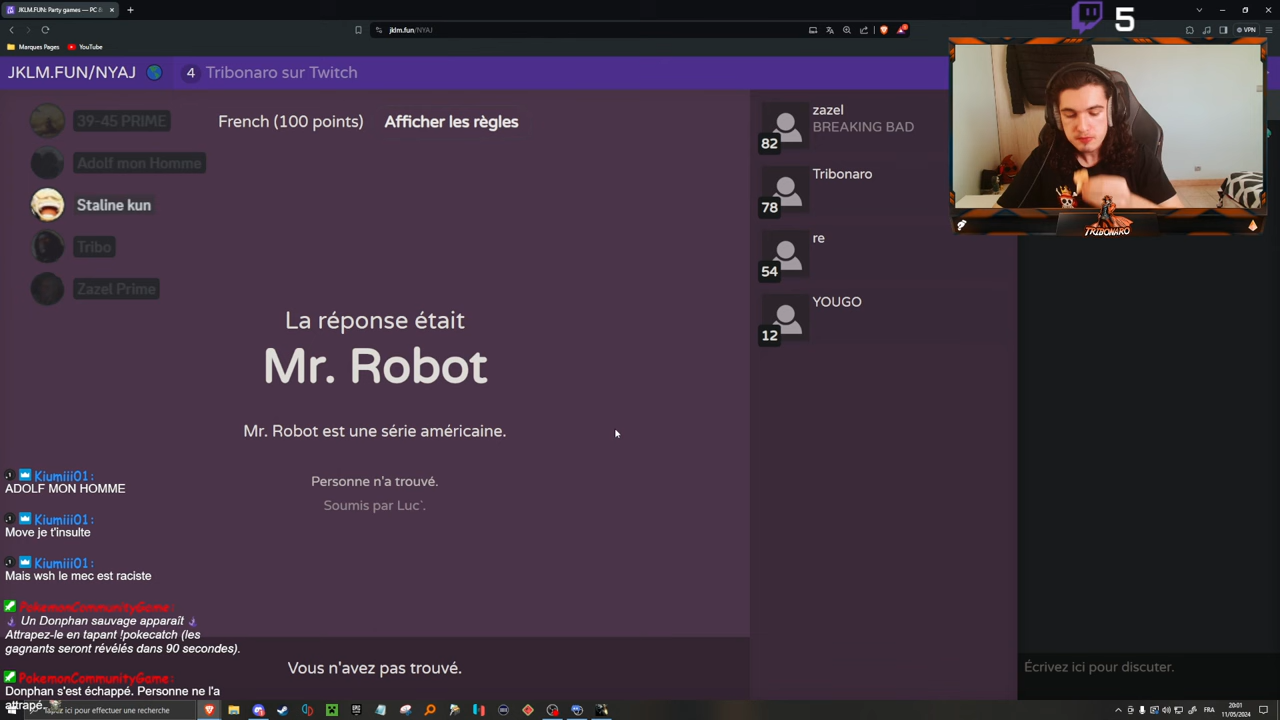 JKLM.FUN: Party games — PC
5
jklm.fun/NYAJ
VPN
Marques Pages
YouTube
JKLM.FUN/NYAJ
4
Tribonaro sur Twitch
39-45 PRIME
Adolf mon Homme
Staline kun
Tribo
Zazel Prime
French (100 points)
Afficher les règles
zazel
BREAKING BAD
82
Tribonaro
78
re
54
YOUGO
12
TRIBONARO
La réponse était
Mr. Robot
Mr. Robot est une série américaine.
Personne n'a trouvé.
Soumis par Luc`.
Kiumiii01:
ADOLF MON HOMME
Kiumiii01:
Move je t'insulte
Kiumiii01:
Mais wsh le mec est raciste
PokemonCommunityGame:
Un Donphan sauvage apparaît
Attrapez-le en tapant !pokecatch (les
gagnants seront révélés dans 90 secondes).
PokemonCommunityGame:
Donphan s'est échappé. Personne ne l'a
attrapé.
Vous n'avez pas trouvé.
Écrivez ici pour discuter.
ici pour effectuer une recherche
FRA
20:01
11/05/2024